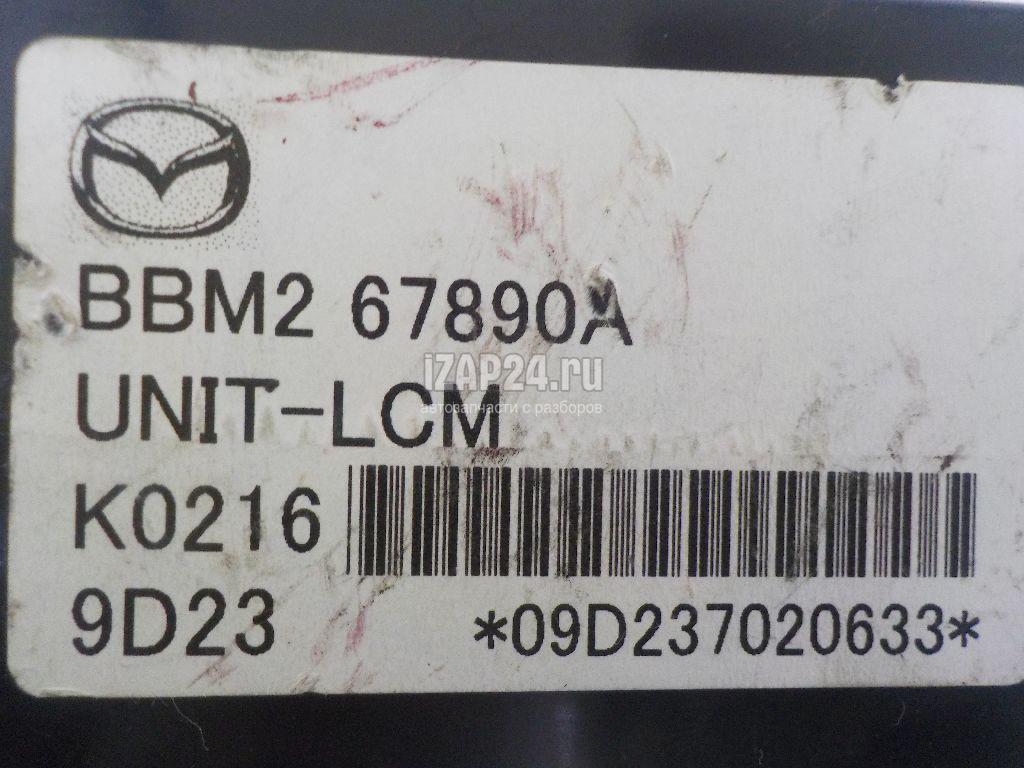 BBM2 67890A
iZAP24.ru
автозапчасти с разборов
UNIT-LCM
K0216
9D23
*09D237020633*